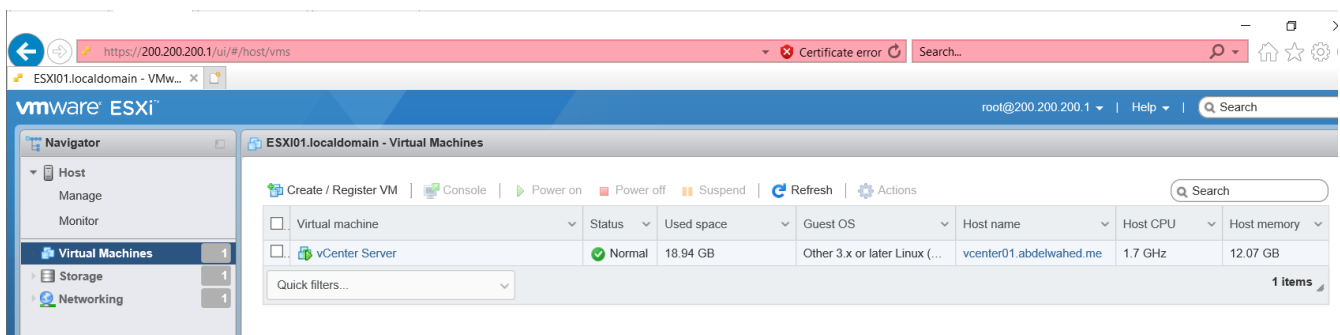 https://200.200.200.1/ui/#/host/vms
Certificate error
Search...
ESXI01.localdomain - VMw...
vmware ESXi™
root@200.200.200.1
Help
Search
Navigator
ESXI01.localdomain - Virtual Machines
Host
Manage
Monitor
Virtual Machines 1
Storage 1
Networking 1
Create / Register VM | Console | Power on Power off Suspend | Refresh | Actions
Search
Virtual machine Status Used space Guest OS Host name Host CPU Host memory
vCenter Server Normal 18.94 GB Other 3.x or later Linux (... vcenter01.abdelwahed.me 1.7 GHz 12.07 GB
Quick filters...
1 items